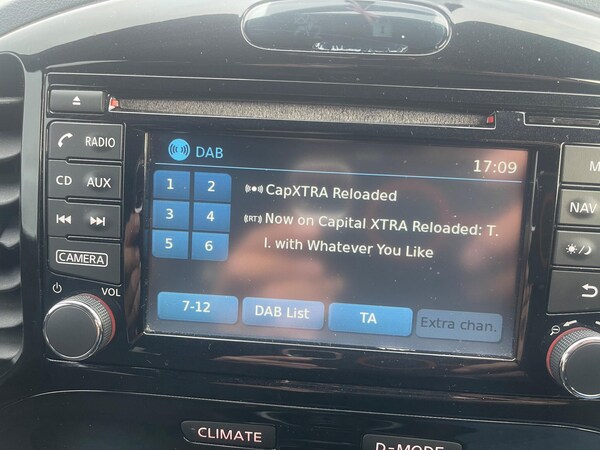 RADIO
CD AUX
CAMERA
VOL
DAB
17:09
1 2
3 4
5 6
CapXTRA Reloaded
(RT) Now on Capital XTRA Reloaded: T.
I. with Whatever You Like
7-12
DAB List
TA
Extra chan.
M
NAV
CLIMATE
D-MODE